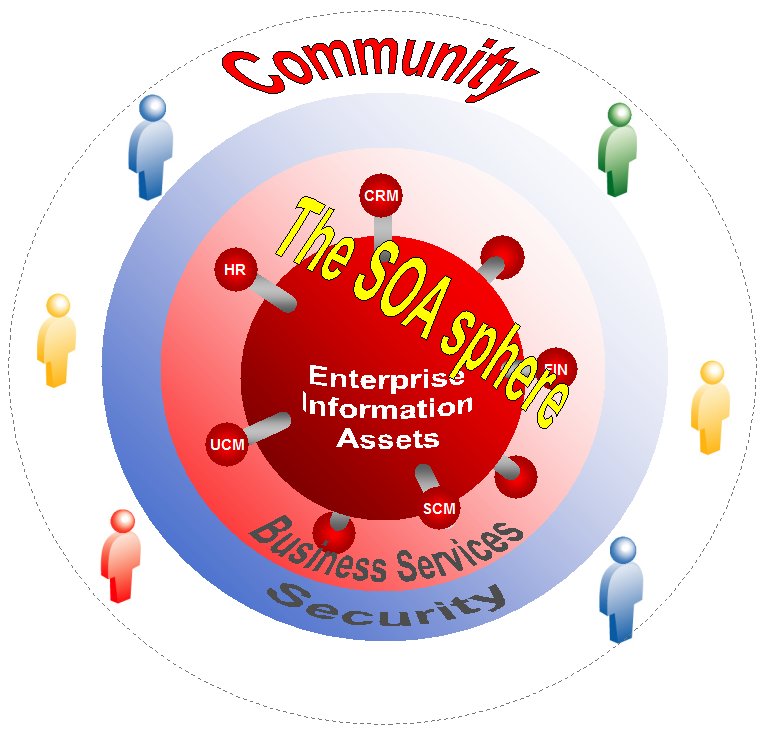 Community
CRM
The SOA sphere
HR
FIN
Enterprise
Information
Assets
UCM
SCM
Business Services
Security